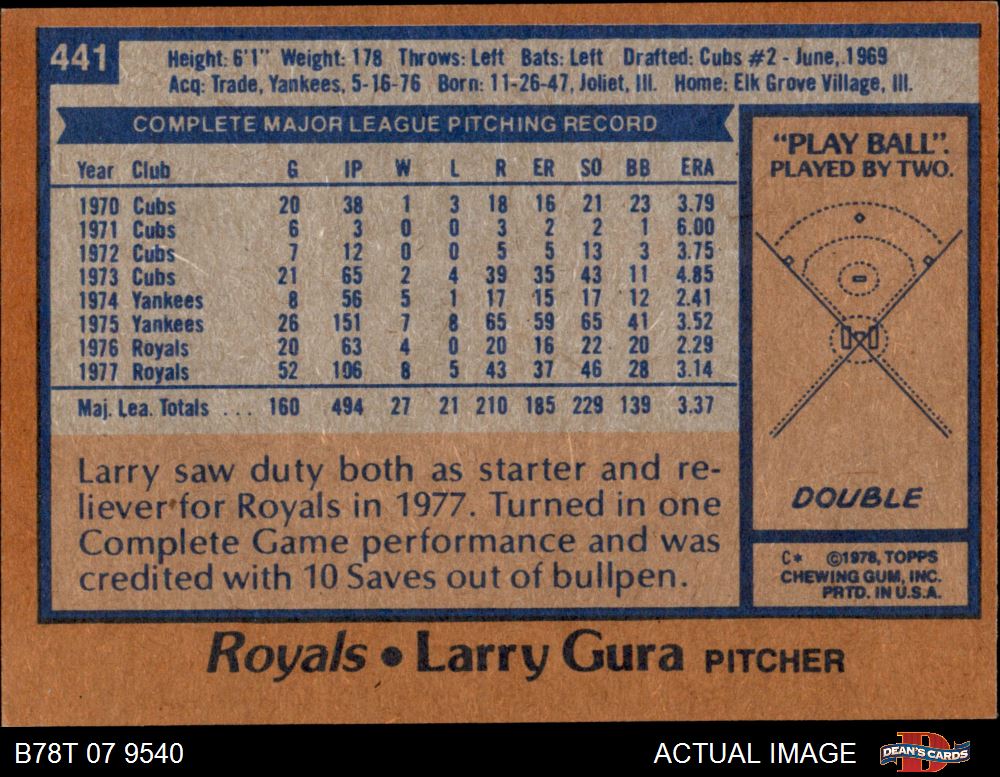 441
Height: 6'1" Weight: 178 Throws: Left Bats: Left Drafted: Cubs #2 - June, 1969
Acq: Trade, Yankees, 5-16-76 Born: 11-26-47, Joliet, Ill. Home: Elk Grove Village, Ill.
COMPLETE MAJOR LEAGUE PITCHING RECORD
Year Club G IP W L R ER SO BB ERA
1970 Cubs 20 38 1 3 18 16 21 23 3.79
1971 Cubs 6 3 0 0 3 2 2 1 6.00
1972 Cubs 7 12 0 0 5 5 13 3 3.75
1973 Cubs 21 65 2 4 39 35 43 11 4.85
1974 Yankees 8 56 5 1 17 15 17 12 2.41
1975 Yankees 26 151 7 8 65 59 65 41 3.52
1976 Royals 20 63 4 0 20 16 22 20 2.29
1977 Royals 52 106 8 5 43 37 46 28 3.14
Maj. Lea. Totals . . . 160 494 27 21 210 185 229 139 3.37
Larry saw duty both as starter and re-
liever for Royals in 1977. Turned in one
Complete Game performance and was
credited with 10 Saves out of bullpen.
"PLAY BALL".
PLAYED BY TWO.
DOUBLE
C* ©1978, TOPPS
CHEWING GUM, INC.
PRTD. IN U.S.A.
Royals • Larry Gura PITCHER
B78T 07 9540
ACTUAL IMAGE
DEAN'S CARDS